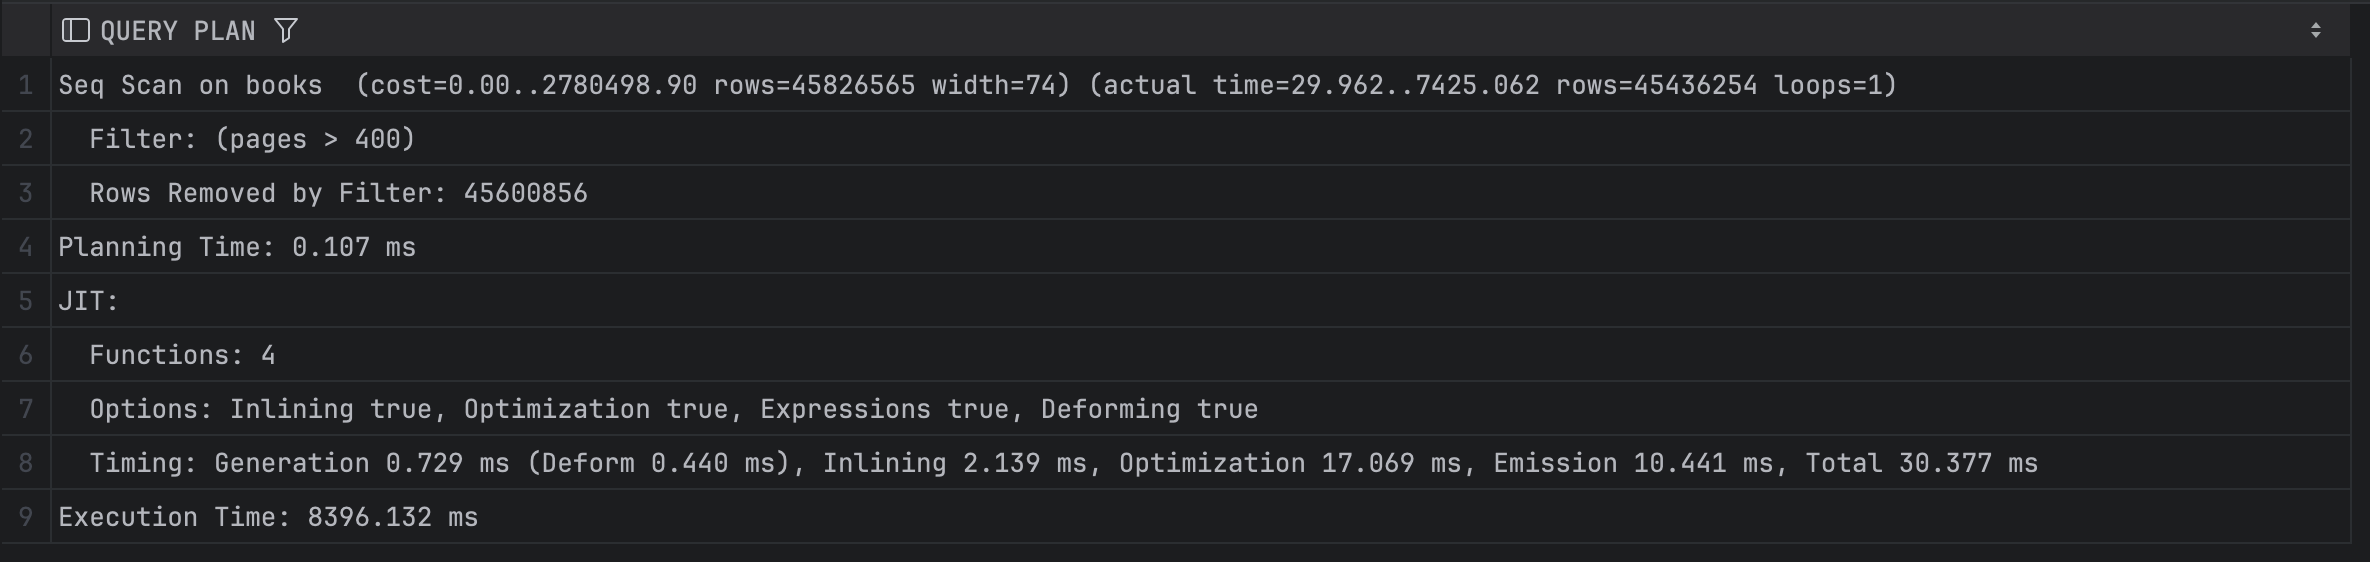 QUERY PLAN
1 Seq Scan on books  (cost=0.00..2780498.90 rows=45826565 width=74) (actual time=29.962..7425.062 rows=45436254 loops=1)
2   Filter: (pages > 400)
3   Rows Removed by Filter: 45600856
4 Planning Time: 0.107 ms
5 JIT:
6   Functions: 4
7   Options: Inlining true, Optimization true, Expressions true, Deforming true
8   Timing: Generation 0.729 ms (Deform 0.440 ms), Inlining 2.139 ms, Optimization 17.069 ms, Emission 10.441 ms, Total 30.377 ms
9 Execution Time: 8396.132 ms